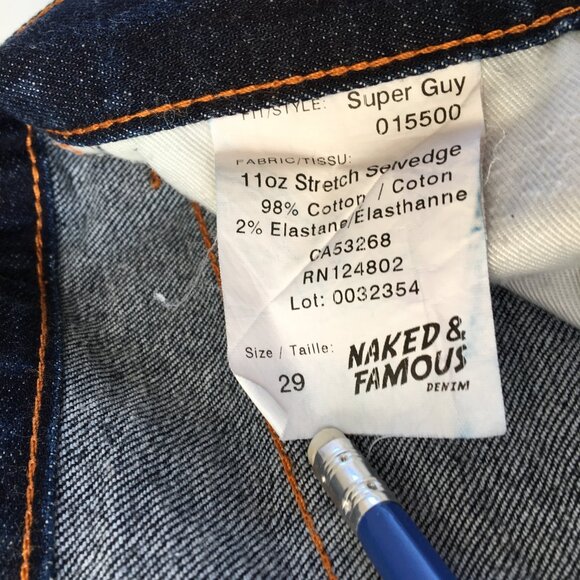 FIT/STYLE: Super Guy
015500
FABRIC/TISSU:
11oz Stretch Selvedge
98% Cotton / Coton
2% Elastane/Elasthanne
CA53268
RN124802
Lot: 0032354
Size / Taille:
29
NAKED &
FAMOUS
DENIM